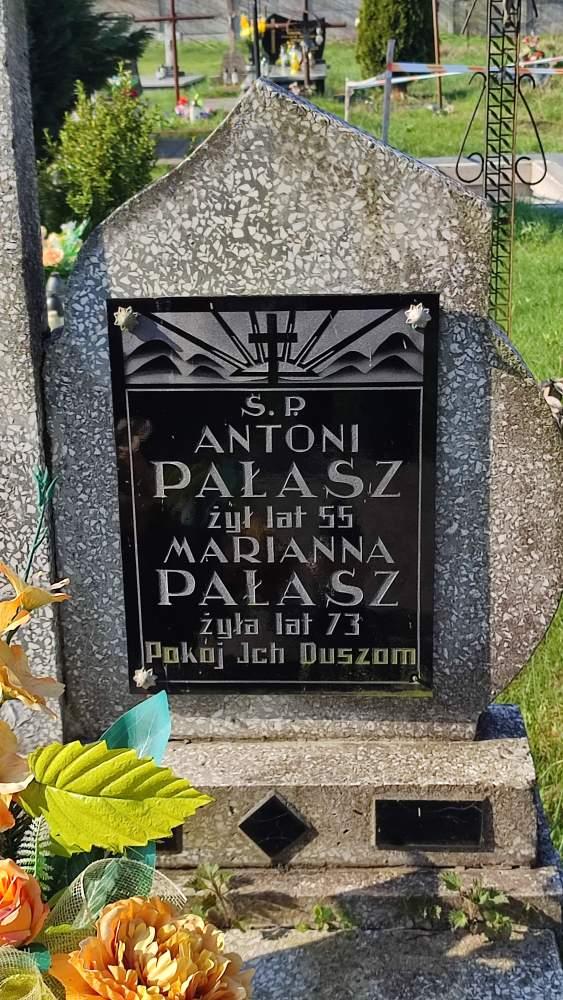 Ś. P.
ANTONI
PAŁASZ
żył lat 55
MARIANNA
PAŁASZ
żyła lat 73
Pokój Jch Duszom